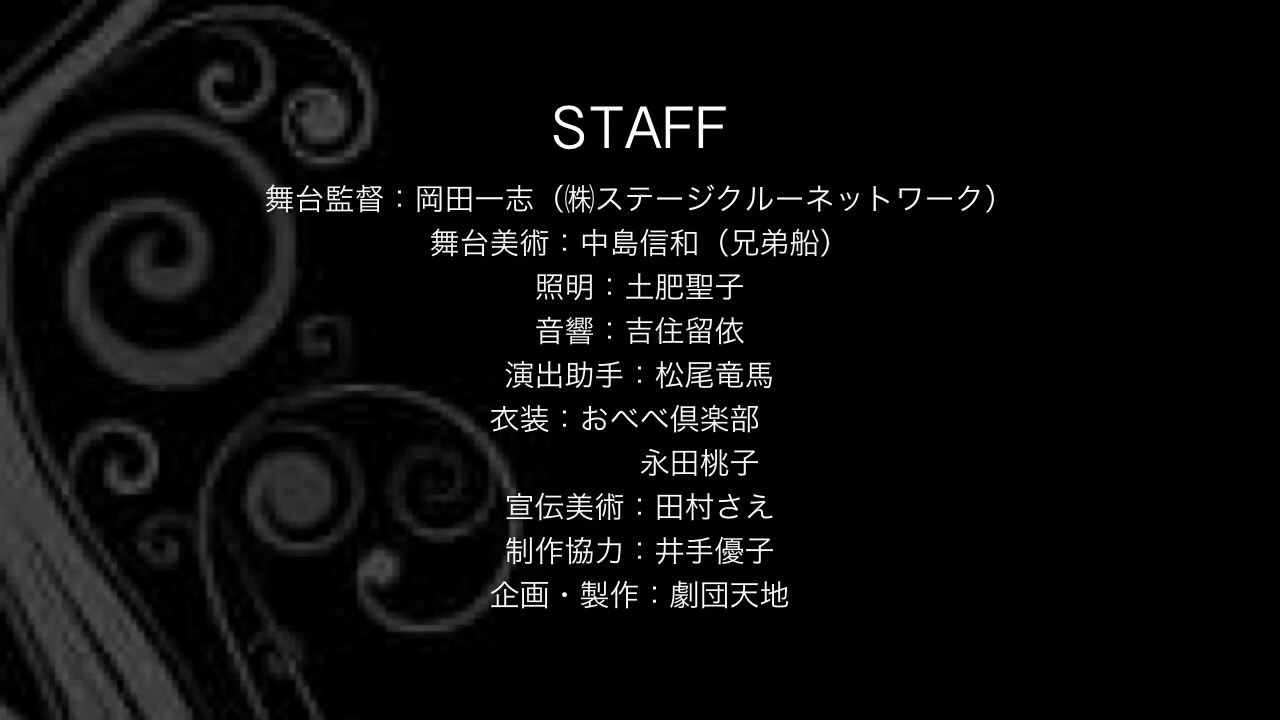 STAFF
舞台監督：岡田一志（㈱ステージクルーネットワーク）
舞台美術：中島信和（兄弟船）
照明：土肥聖子
音響：吉住留依
演出助手：松尾竜馬
衣装：おべべ倶楽部
永田桃子
宣伝美術：田村さえ
制作協力：井手優子
企画・製作：劇団天地